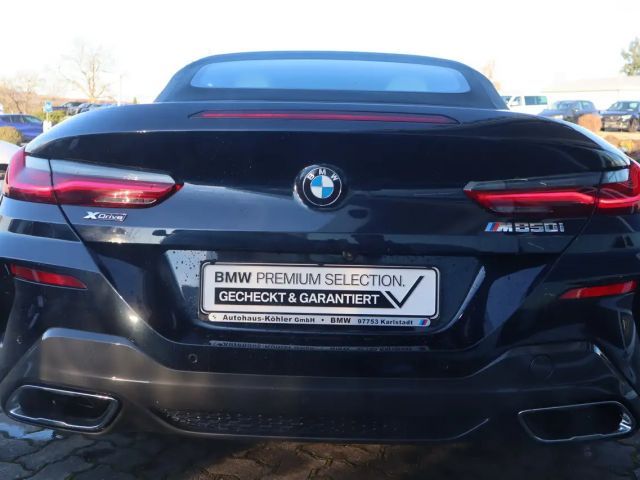 BMW
xDrive
M850i
BMW PREMIUM SELECTION.
GECHECKT & GARANTIERT
Autohaus-Köhler GmbH • BMW 97753 Karlstadt